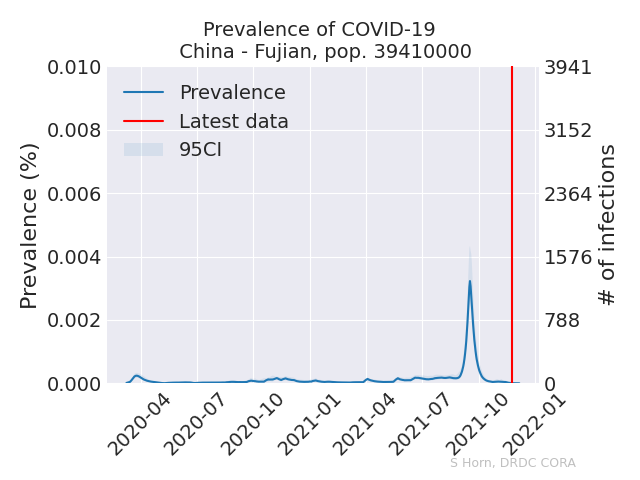 Prevalence of COVID-19
China - Fujian, pop. 39410000
Prevalence
Latest data
95CI
Prevalence (%)
0.010
0.008
0.006
0.004
0.002
0.000
3941
3152
2364
1576
788
0
# of infections
2020-04
2020-07
2020-10
2021-01
2021-04
2021-07
2021-10
2022-01
S Horn, DRDC CORA